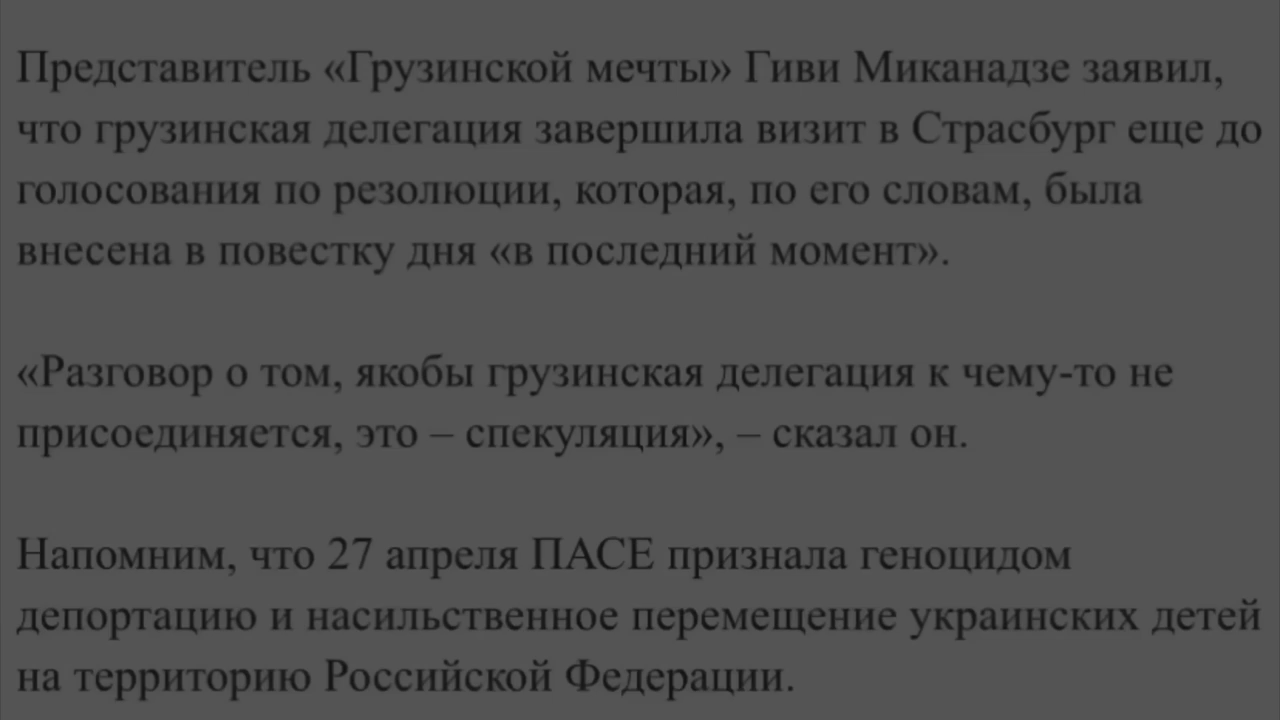 Представитель «Грузинской мечты» Гиви Миканадзе заявил,
что грузинская делегация завершила визит в Страсбург еще до
голосования по резолюции, которая, по его словам, была
внесена в повестку дня «в последний момент».
«Разговор о том, якобы грузинская делегация к чему-то не
присоединяется, это – спекуляция», – сказал он.
Напомним, что 27 апреля ПАСЕ признала геноцидом
депортацию и насильственное перемещение украинских детей
на территорию Российской Федерации.